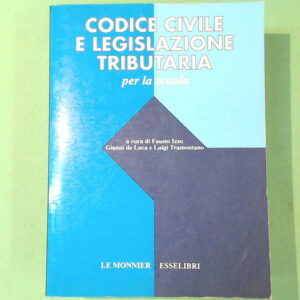 CODICE CIVILE
E LEGISLAZIONE
TRIBUTARIA
per la scuola
a cura di Fausto Izzo
Gianni de Luca e Luigi Tramontano
LE MONNIER ESSELIBRI